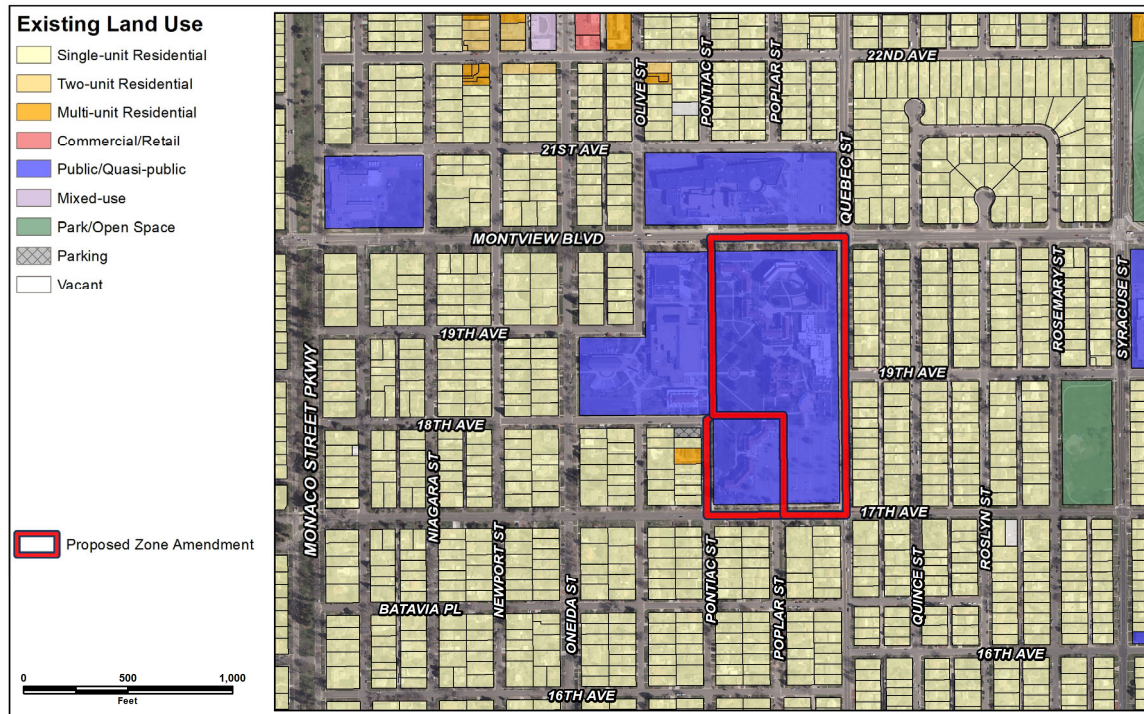 Existing Land Use
Single-unit Residential
Two-unit Residential
Multi-unit Residential
Commercial/Retail
Public/Quasi-public
Mixed-use
Park/Open Space
Parking
Vacant
Proposed Zone Amendment
0 500 1,000
Feet
22ND AVE
OLIVE ST
PONTIAC ST
POPLAR ST
21ST AVE
QUEBEC ST
MONTVIEW BLVD
ROSEMARY ST
SYRACUSE ST
19TH AVE
19TH AVE
MONACO STREET PKWY
18TH AVE
NIAGARA ST
17TH AVE
ROSLYN ST
NEWPORT ST
ONEIDA ST
PONTIAC ST
POPLAR ST
QUINCE ST
BATAVIA PL
16TH AVE
16TH AVE